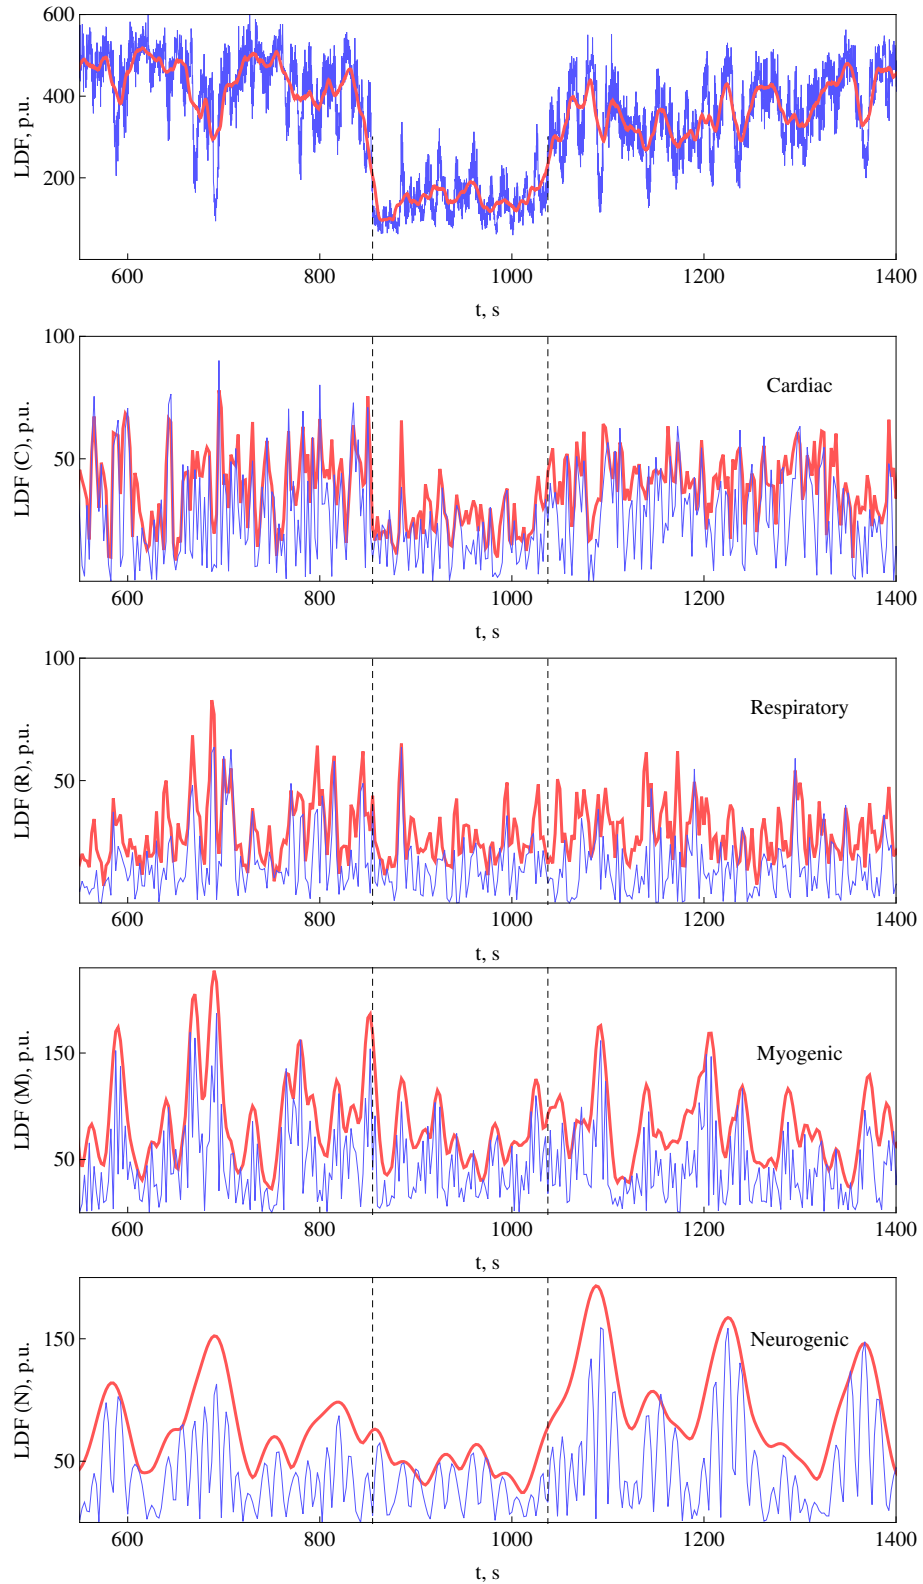 600
400
200
LDF, p.u.
600 800 1000 1200 1400
t, s
100
50
LDF (C), p.u.
Cardiac
600 800 1000 1200 1400
t, s
100
50
LDF (R), p.u.
Respiratory
600 800 1000 1200 1400
t, s
150
50
LDF (M), p.u.
Myogenic
600 800 1000 1200 1400
t, s
150
50
LDF (N), p.u.
Neurogenic
600 800 1000 1200 1400
t, s